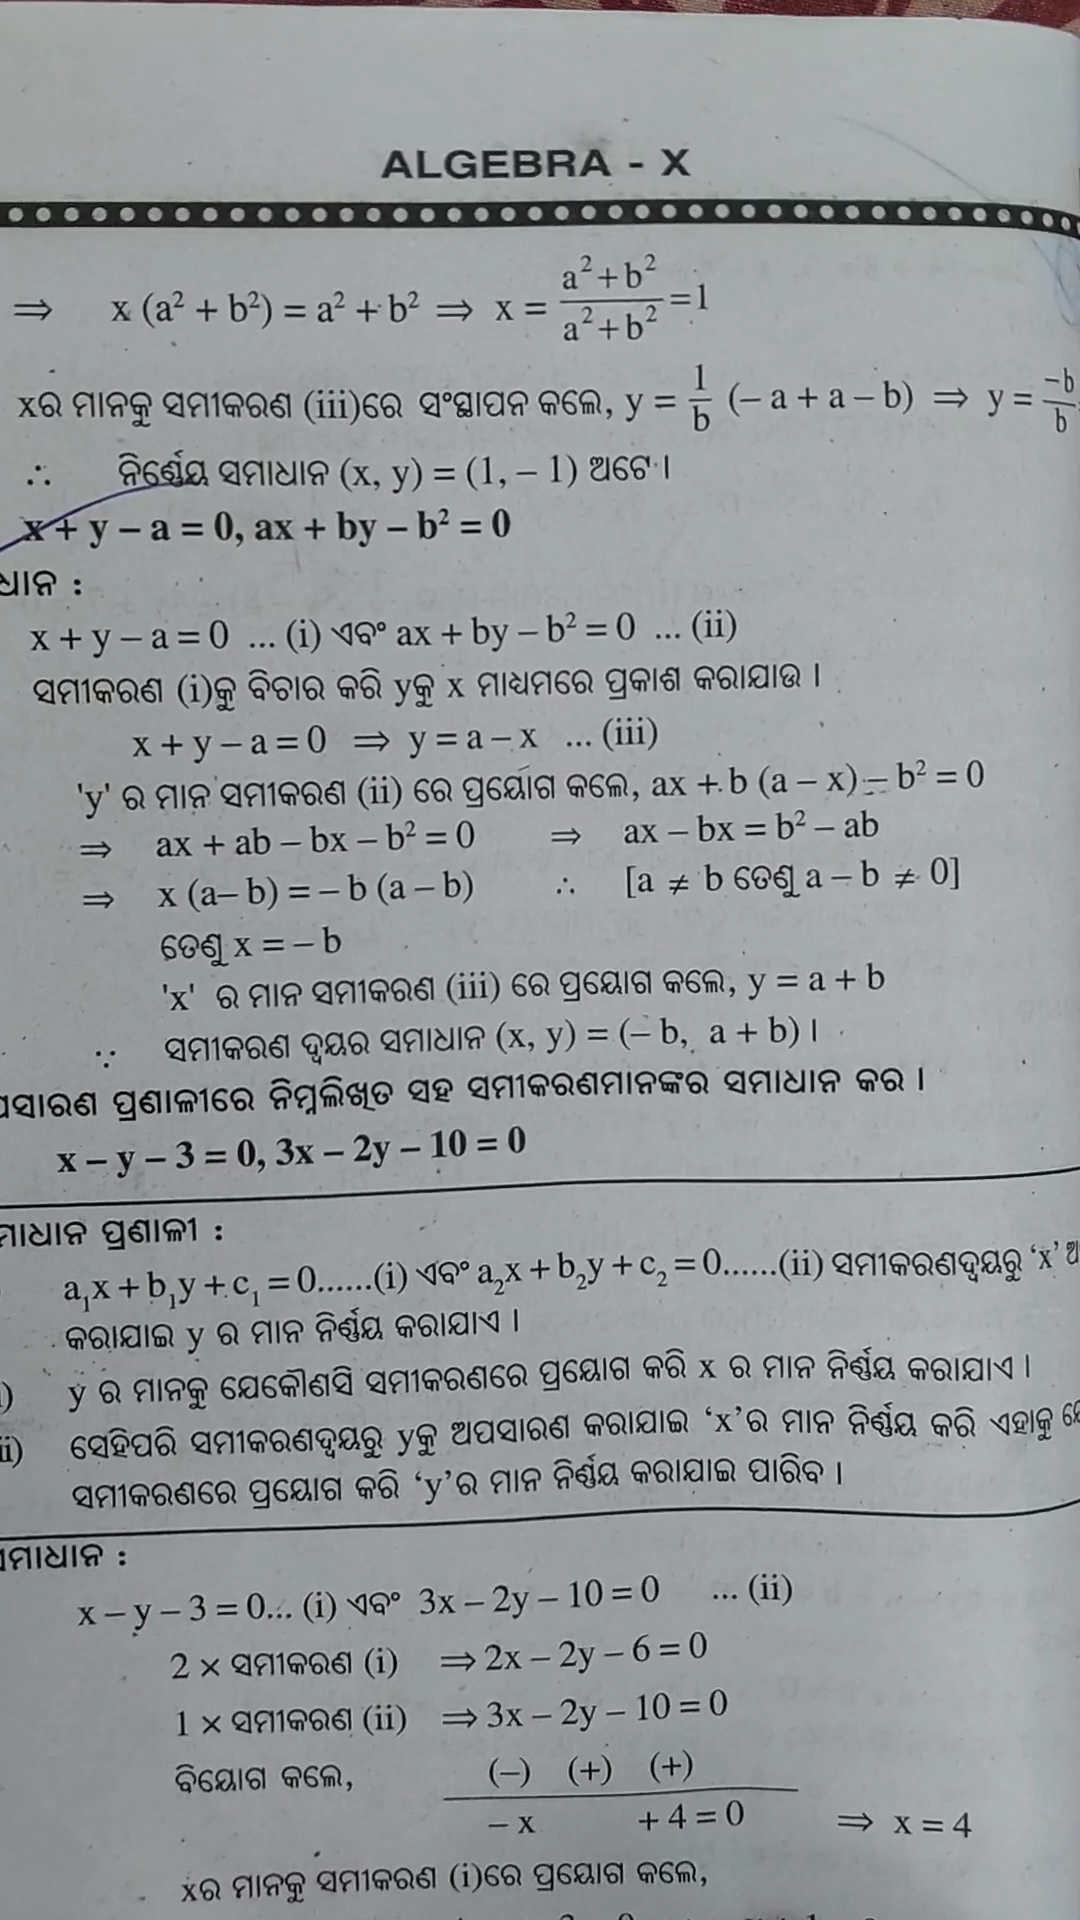 ALGEBRA - X
⇒ x (a² + b²) = a² + b² ⇒ x = (a²+b²)/(a²+b²) = 1
xର ମାନକୁ ସମୀକରଣ (iii)ରେ ସଂସ୍ଥାପନ କଲେ, y = 1/b (– a + a – b) ⇒ y = –b/b
∴ ନିର୍ଣ୍ଣେୟ ସମାଧାନ (x, y) = (1, – 1) ଅଟେ ।
x + y – a = 0, ax + by – b² = 0
ଧାନ :
x + y – a = 0 ... (i) ଏବଂ ax + by – b² = 0 ... (ii)
ସମୀକରଣ (i)କୁ ବିଚାର କରି yକୁ x ମାଧ୍ୟମରେ ପ୍ରକାଶ କରାଯାଉ ।
x + y – a = 0 ⇒ y = a – x ... (iii)
'y' ର ମାନ ସମୀକରଣ (ii) ରେ ପ୍ରୟୋଗ କଲେ, ax + b (a – x) – b² = 0
⇒ ax + ab – bx – b² = 0 ⇒ ax – bx = b² – ab
⇒ x (a– b) = – b (a – b) ∴ [a ≠ b ତେଣୁ a – b ≠ 0]
ତେଣୁ x = – b
'x' ର ମାନ ସମୀକରଣ (iii) ରେ ପ୍ରୟୋଗ କଲେ, y = a + b
∵ ସମୀକରଣ ଦ୍ଵୟର ସମାଧାନ (x, y) = (– b, a + b) ।
ପସାରଣ ପ୍ରଣାଳୀରେ ନିମ୍ନଲିଖିତ ସହ ସମୀକରଣମାନଙ୍କର ସମାଧାନ କର ।
x – y – 3 = 0, 3x – 2y – 10 = 0
ମାଧାନ ପ୍ରଣାଳୀ :
a₁x + b₁y + c₁ = 0......(i) ଏବଂ a₂x + b₂y + c₂ = 0......(ii) ସମୀକରଣଦ୍ଵୟରୁ ‘x’ ଅ
କରାଯାଇ y ର ମାନ ନିର୍ଣ୍ଣୟ କରାଯାଏ ।
) y ର ମାନକୁ ଯେକୌଣସି ସମୀକରଣରେ ପ୍ରୟୋଗ କରି x ର ମାନ ନିର୍ଣ୍ଣୟ କରାଯାଏ ।
ii) ସେହିପରି ସମୀକରଣଦ୍ଵୟରୁ yକୁ ଅପସାରଣ କରାଯାଇ ‘x’ର ମାନ ନିର୍ଣ୍ଣୟ କରି ଏହାକୁ
ସମୀକରଣରେ ପ୍ରୟୋଗ କରି ‘y’ର ମାନ ନିର୍ଣ୍ଣୟ କରାଯାଇ ପାରିବ ।
ମାଧାନ :
x – y – 3 = 0... (i) ଏବଂ 3x – 2y – 10 = 0 ... (ii)
2 × ସମୀକରଣ (i) ⇒ 2x – 2y – 6 = 0
1 × ସମୀକରଣ (ii) ⇒ 3x – 2y – 10 = 0
ବିୟୋଗ କଲେ, (–) (+) (+)
– x + 4 = 0 ⇒ x = 4
xର ମାନକୁ ସମୀକରଣ (i)ରେ ପ୍ରୟୋଗ କଲେ,